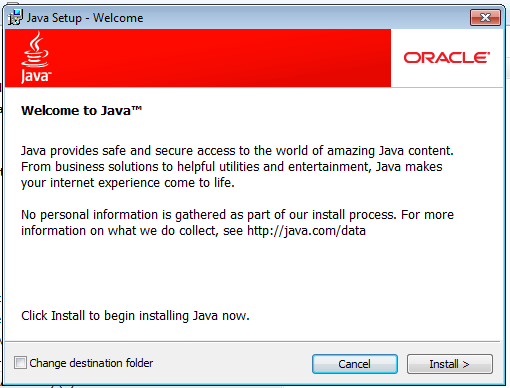 Java Setup - Welcome
Java
ORACLE
Welcome to Java™
Java provides safe and secure access to the world of amazing Java content.
From business solutions to helpful utilities and entertainment, Java makes
your internet experience come to life.
No personal information is gathered as part of our install process. For more
information on what we do collect, see http://java.com/data
Click Install to begin installing Java now.
Change destination folder
Cancel
Install >